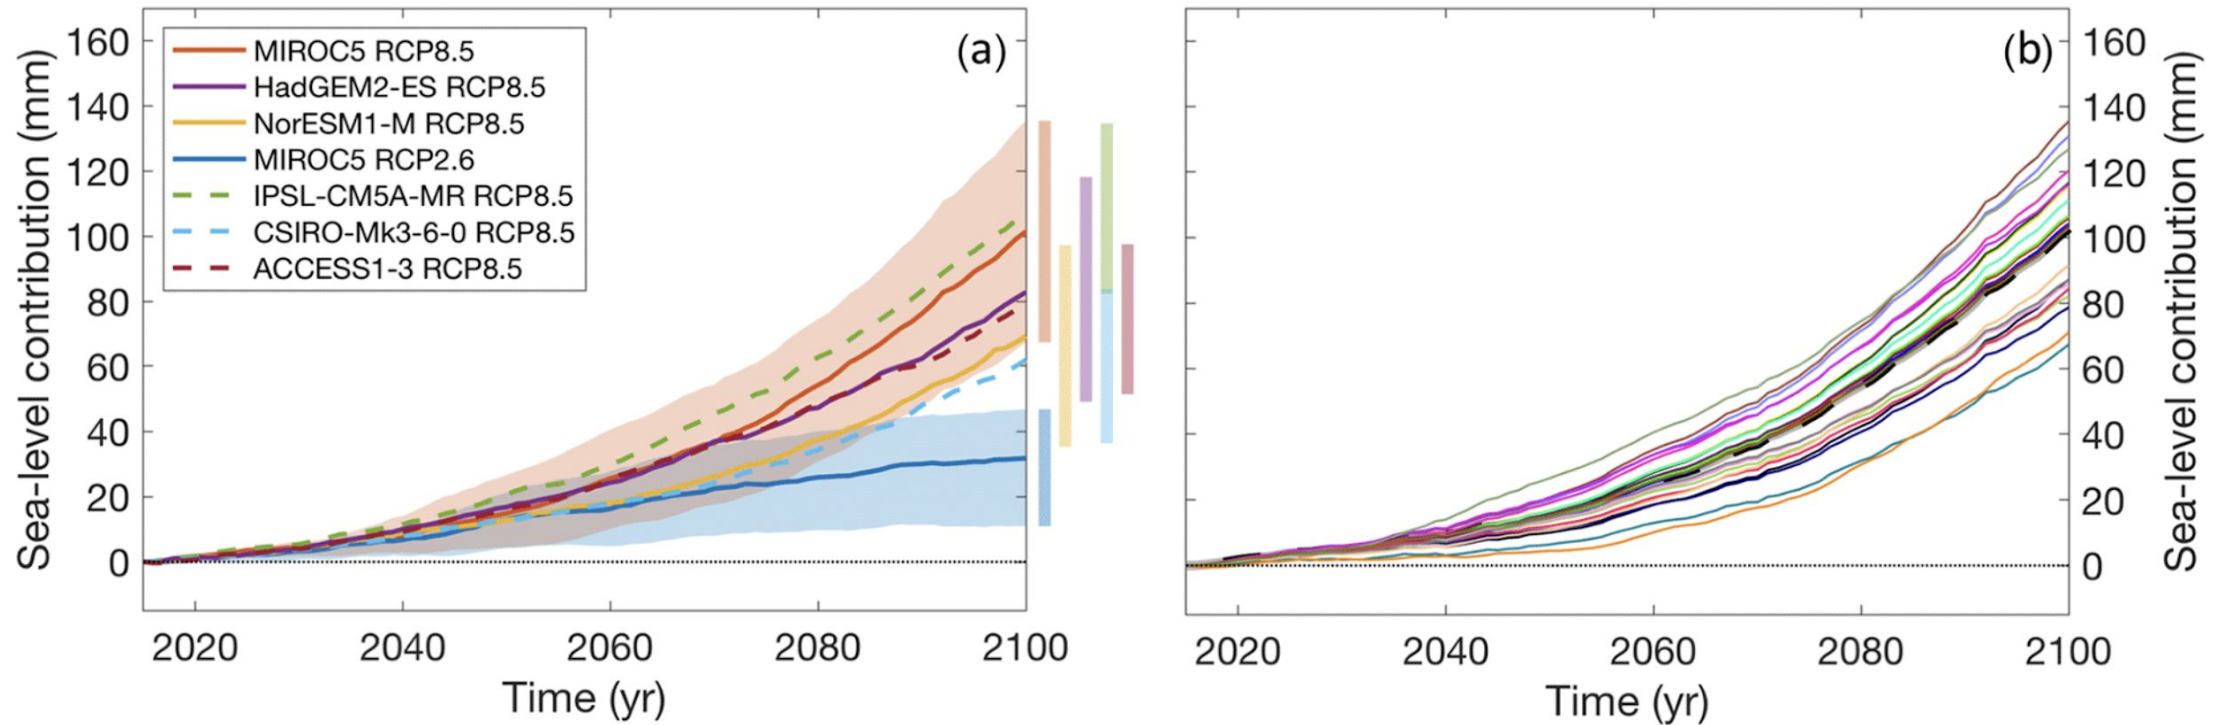 Sea-level contribution (mm)
160
140
120
100
80
60
40
20
0
MIROC5 RCP8.5
HadGEM2-ES RCP8.5
NorESM1-M RCP8.5
MIROC5 RCP2.6
IPSL-CM5A-MR RCP8.5
CSIRO-Mk3-6-0 RCP8.5
ACCESS1-3 RCP8.5
(a)
2020 2040 2060 2080 2100
Time (yr)
(b)
160
140
120
100
80
60
40
20
0
Sea-level contribution (mm)
2020 2040 2060 2080 2100
Time (yr)